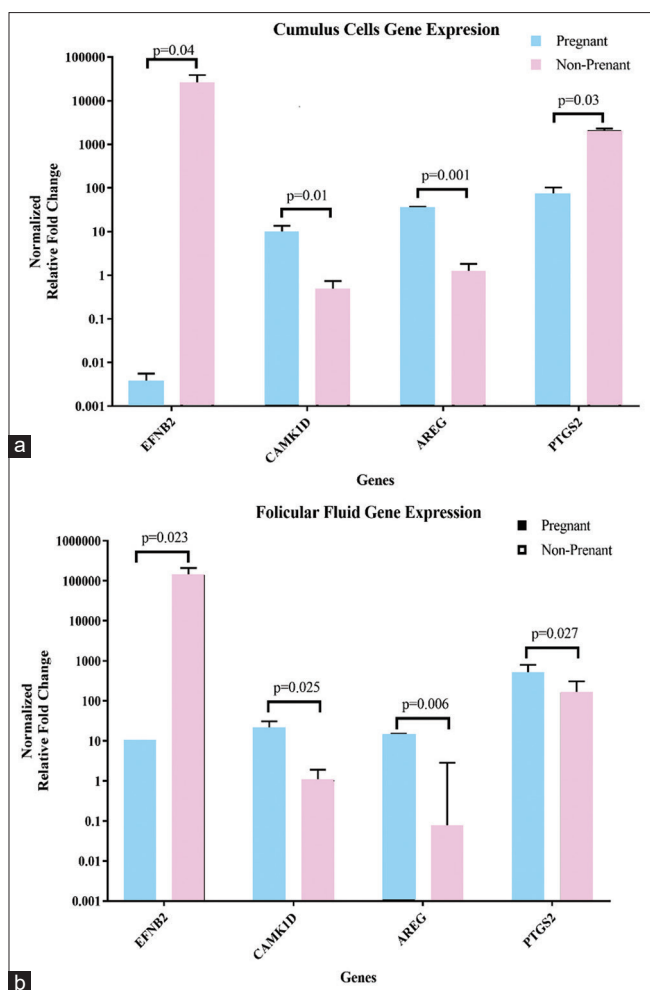 Cumulus Cells Gene Expresion
Pregnant
Non-Prenant
p=0.04
p=0.01
p=0.001
p=0.03
Normalized
Relative Fold Change
100000
10000
1000
100
10
1
0.1
0.01
0.001
EFNB2
CAMK1D
AREG
PTGS2
Genes
a
Folicular Fluid Gene Expression
Pregnant
Non-Prenant
p=0.023
p=0.025
p=0.006
p=0.027
Normalized
Relative Fold Change
1000000
100000
10000
1000
100
10
1
0.1
0.01
0.001
EFNB2
CAMK1D
AREG
PTGS2
Genes
b